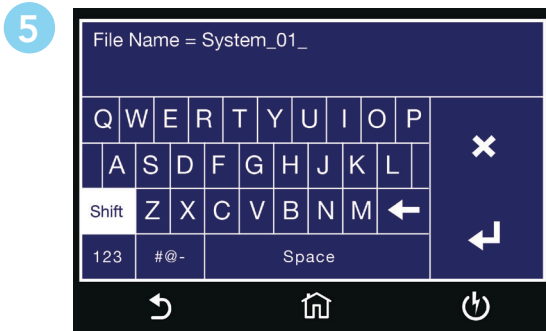 5
File Name = System_01_
Q W E R T Y U I O P
A S D F G H J K L
Shift Z X C V B N M
123 #@- Space